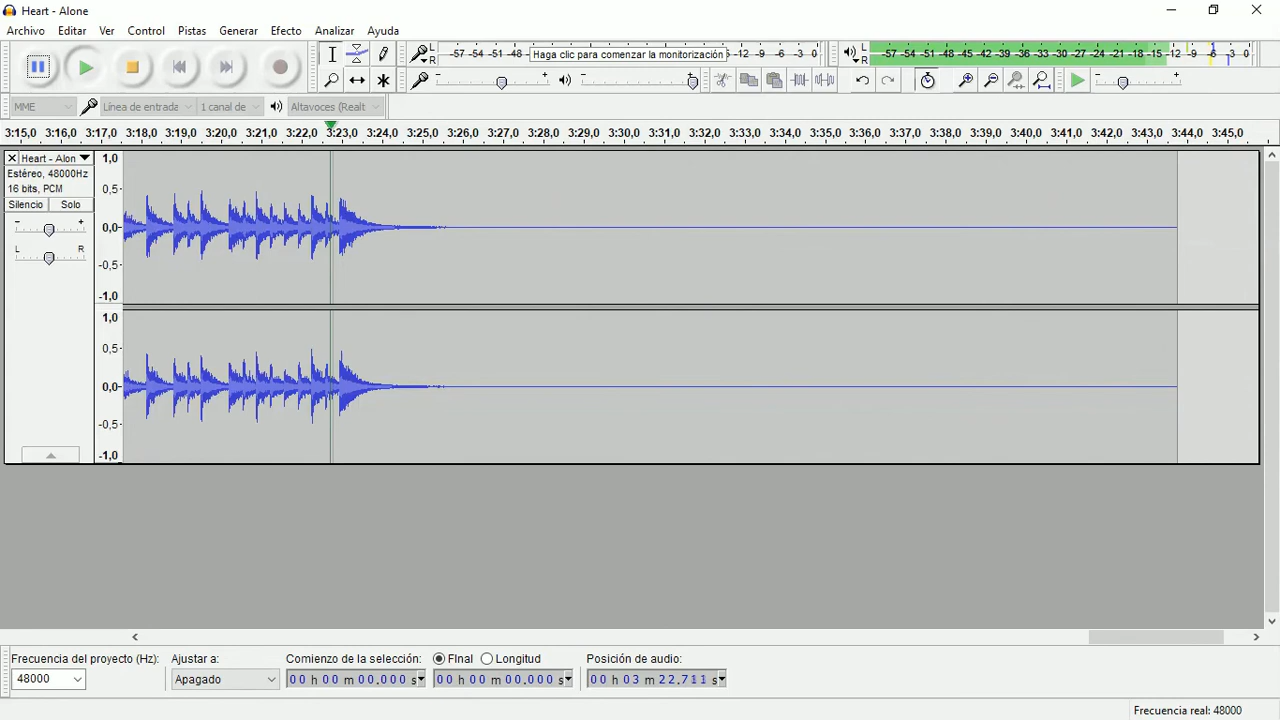 Heart - Alone
Archivo Editar Ver Control Pistas Generar Efecto Analizar Ayuda
L R -57 -54 -51 -48 Haga clic para comenzar la monitorización -12 -9 -6 -3 0 L R -57 -54 -51 -48 -45 -42 -39 -36 -33 -30 -27 -24 -21 -18 -15 -12 -9 -6 -3 0
- + - + - +
MME Línea de entrada 1 canal de Altavoces (Realt
3:15,0 3:16,0 3:17,0 3:18,0 3:19,0 3:20,0 3:21,0 3:22,0 3:23,0 3:24,0 3:25,0 3:26,0 3:27,0 3:28,0 3:29,0 3:30,0 3:31,0 3:32,0 3:33,0 3:34,0 3:35,0 3:36,0 3:37,0 3:38,0 3:39,0 3:40,0 3:41,0 3:42,0 3:43,0 3:44,0 3:45,0
Heart - Alon 1,0
Estéreo, 48000Hz
16 bits, PCM 0,5
Silencio Solo
- + 0,0
L R -0,5
-1,0
1,0
0,5
0,0
-0,5
-1,0
Frecuencia del proyecto (Hz): Ajustar a: Comienzo de la selección: FInal Longitud Posición de audio:
48000 Apagado 00 h 00 m 00.000 s 00 h 00 m 00.000 s 00 h 03 m 22.711 s
Frecuencia real: 48000